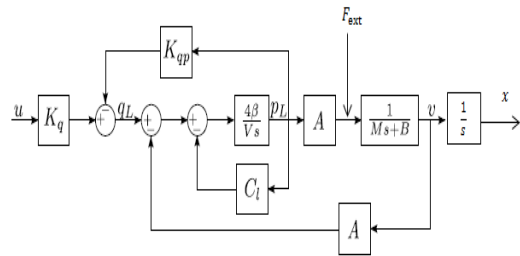 F_ext
K_qp
u
K_q
−
+
q_L
+
−
+
−
4β
Vs
p_L
A
1
Ms+B
v
1
s
x
C_l
A